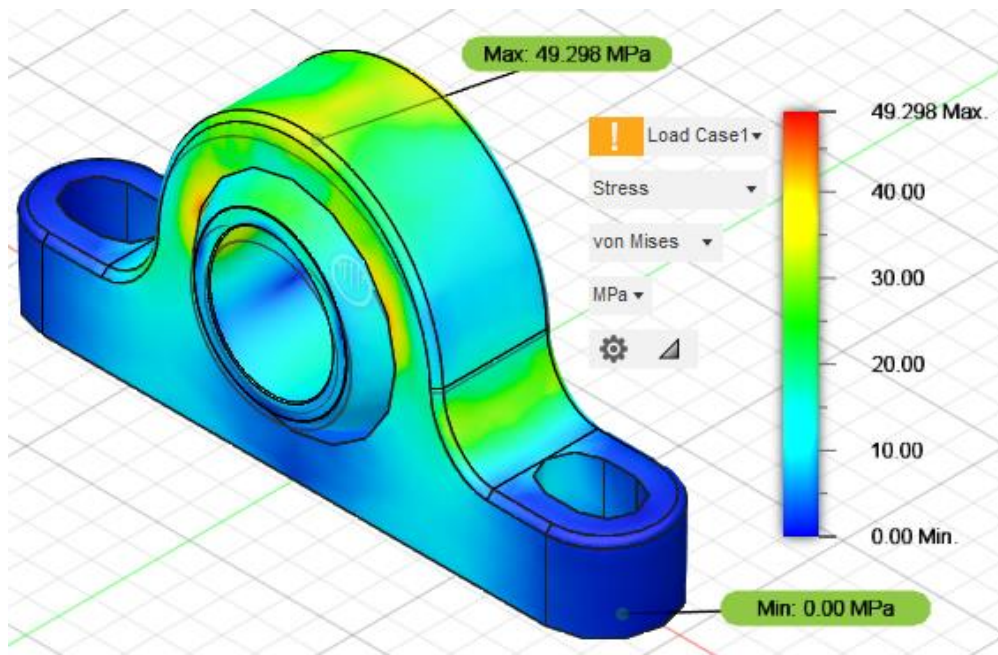 Max: 49.298 MPa
! Load Case1
Stress
von Mises
MPa
49.298 Max.
40.00
30.00
20.00
10.00
0.00 Min.
Min: 0.00 MPa